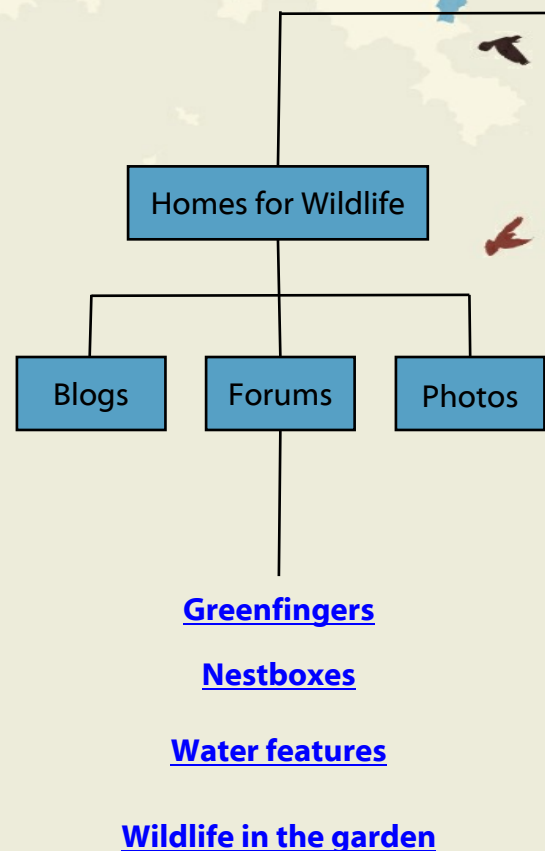 Homes for Wildlife
Blogs
Forums
Photos
Greenfingers
Nestboxes
Water features
Wildlife in the garden